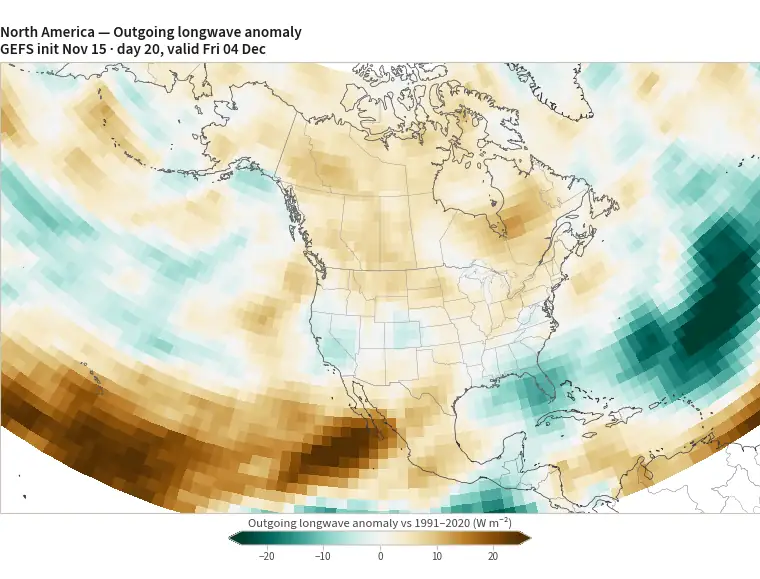 North America — Outgoing longwave anomaly
GEFS init Nov 15 · day 20, valid Fri 04 Dec
Outgoing longwave anomaly vs 1991–2020 (W m⁻²)
−20 −10 0 10 20